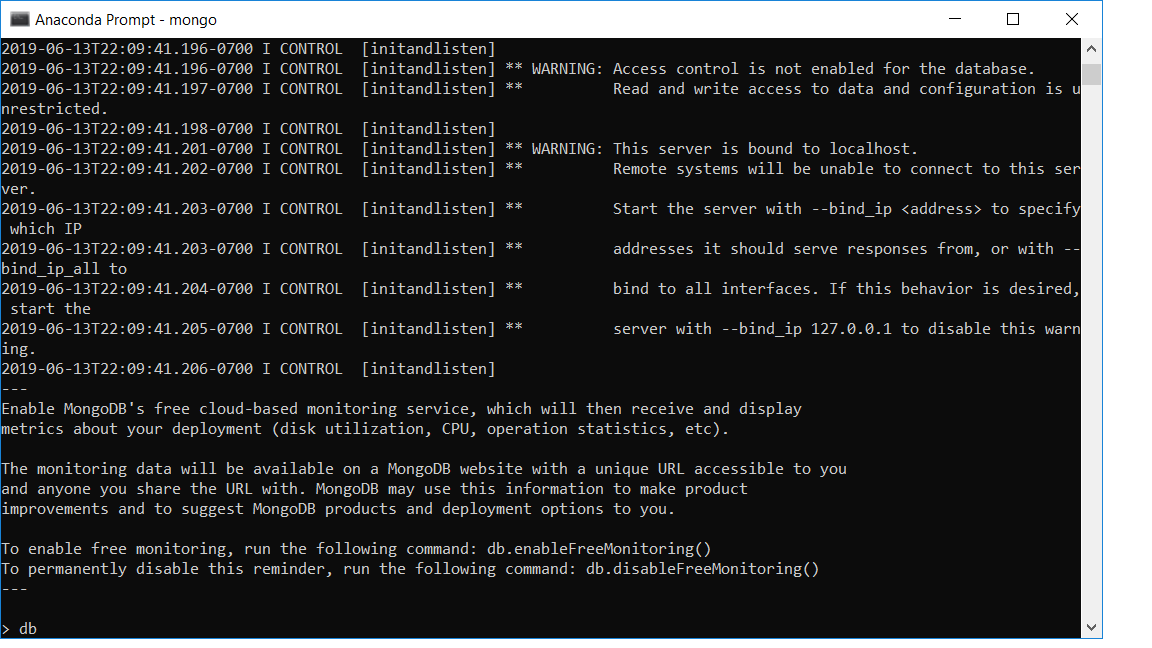 Anaconda Prompt - mongo
2019-06-13T22:09:41.196-0700 I CONTROL  [initandlisten]
2019-06-13T22:09:41.196-0700 I CONTROL  [initandlisten] ** WARNING: Access control is not enabled for the database.
2019-06-13T22:09:41.197-0700 I CONTROL  [initandlisten] **          Read and write access to data and configuration is u
nrestricted.
2019-06-13T22:09:41.198-0700 I CONTROL  [initandlisten]
2019-06-13T22:09:41.201-0700 I CONTROL  [initandlisten] ** WARNING: This server is bound to localhost.
2019-06-13T22:09:41.202-0700 I CONTROL  [initandlisten] **          Remote systems will be unable to connect to this ser
ver.
2019-06-13T22:09:41.203-0700 I CONTROL  [initandlisten] **          Start the server with --bind_ip <address> to specify
 which IP
2019-06-13T22:09:41.203-0700 I CONTROL  [initandlisten] **          addresses it should serve responses from, or with --
bind_ip_all to
2019-06-13T22:09:41.204-0700 I CONTROL  [initandlisten] **          bind to all interfaces. If this behavior is desired,
 start the
2019-06-13T22:09:41.205-0700 I CONTROL  [initandlisten] **          server with --bind_ip 127.0.0.1 to disable this warn
ing.
2019-06-13T22:09:41.206-0700 I CONTROL  [initandlisten]
---
Enable MongoDB's free cloud-based monitoring service, which will then receive and display
metrics about your deployment (disk utilization, CPU, operation statistics, etc).

The monitoring data will be available on a MongoDB website with a unique URL accessible to you
and anyone you share the URL with. MongoDB may use this information to make product
improvements and to suggest MongoDB products and deployment options to you.

To enable free monitoring, run the following command: db.enableFreeMonitoring()
To permanently disable this reminder, run the following command: db.disableFreeMonitoring()
---

> db